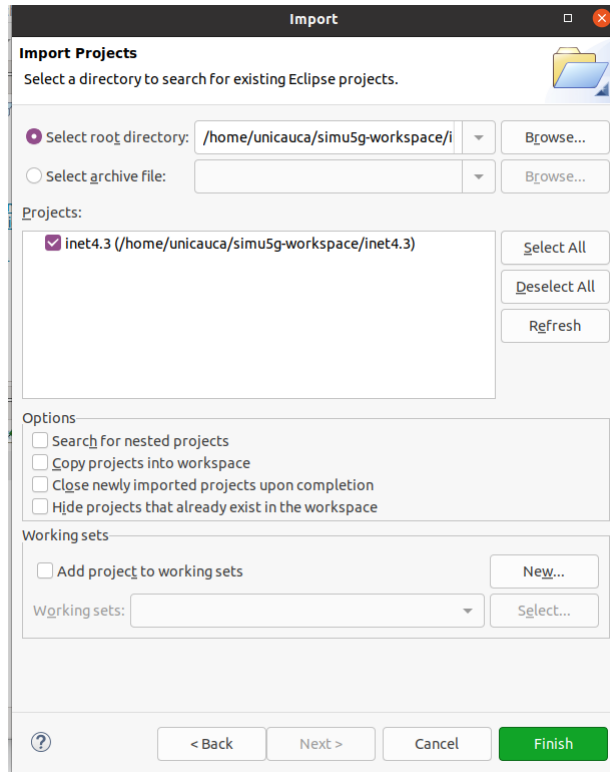 Import
Import Projects
Select a directory to search for existing Eclipse projects.
Select root directory: /home/unicauca/simu5g-workspace/i Browse...
Select archive file: Browse...
Projects:
inet4.3 (/home/unicauca/simu5g-workspace/inet4.3)
Select All
Deselect All
Refresh
Options
Search for nested projects
Copy projects into workspace
Close newly imported projects upon completion
Hide projects that already exist in the workspace
Working sets
Add project to working sets New...
Working sets: Select...
? < Back Next > Cancel Finish